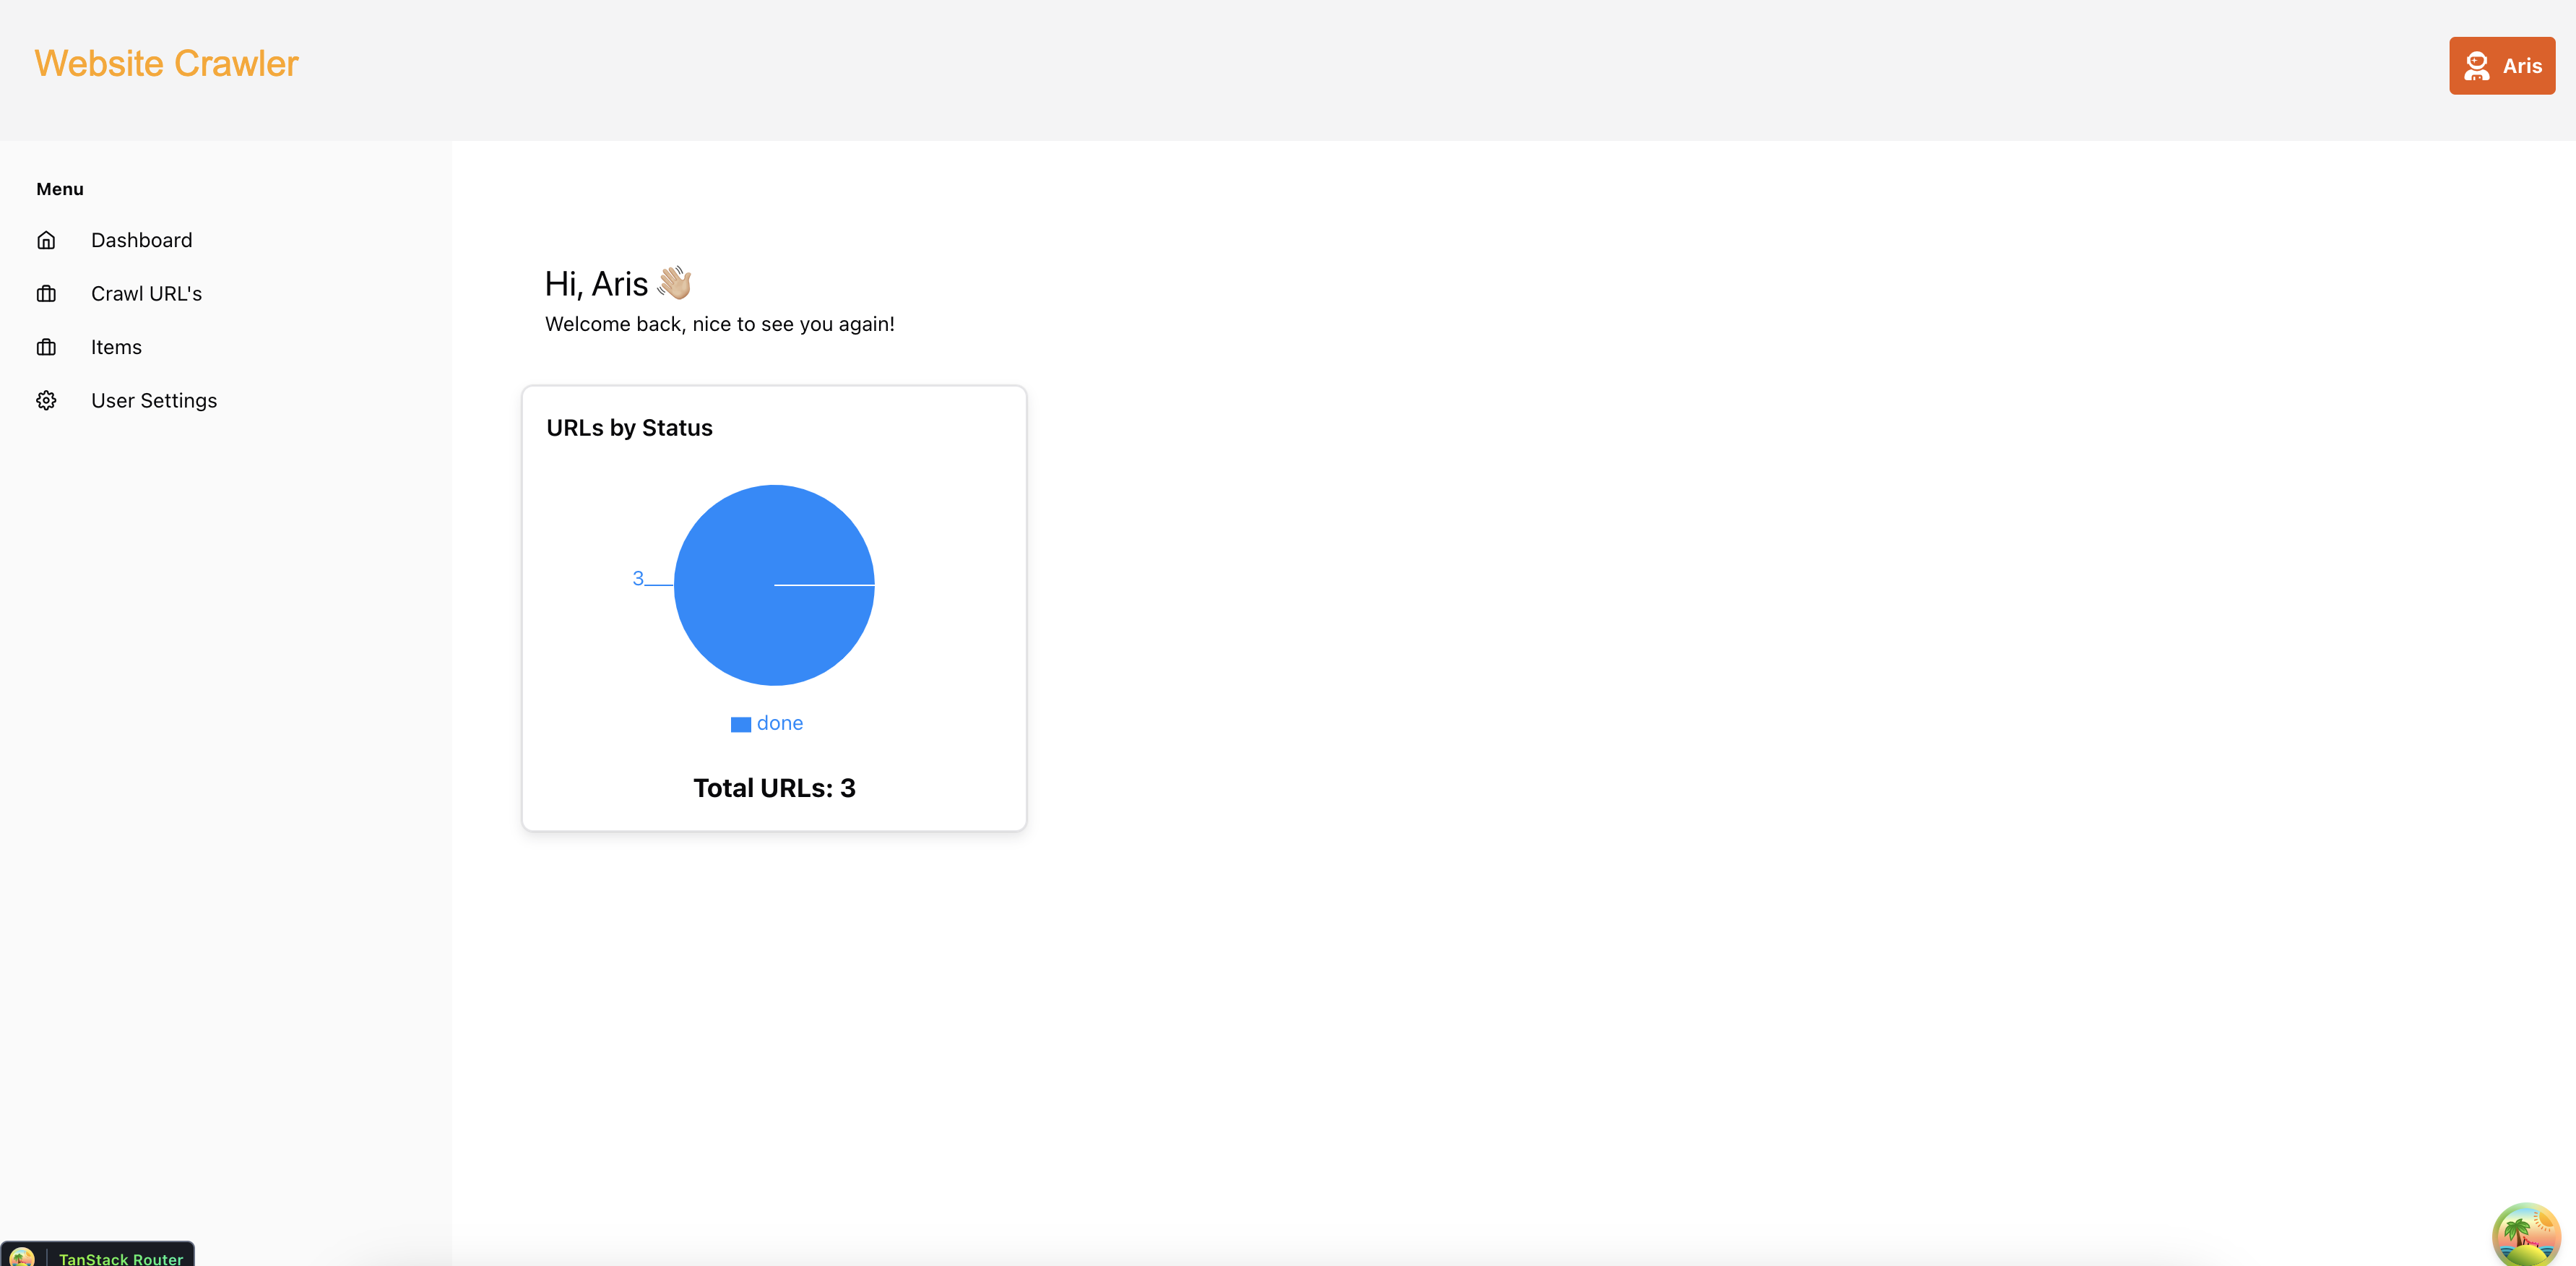 Website Crawler
Aris
Menu
Dashboard
Crawl URL's
Items
User Settings
Hi, Aris 👋🏼
Welcome back, nice to see you again!
URLs by Status
3
done
Total URLs: 3
TanStack Router